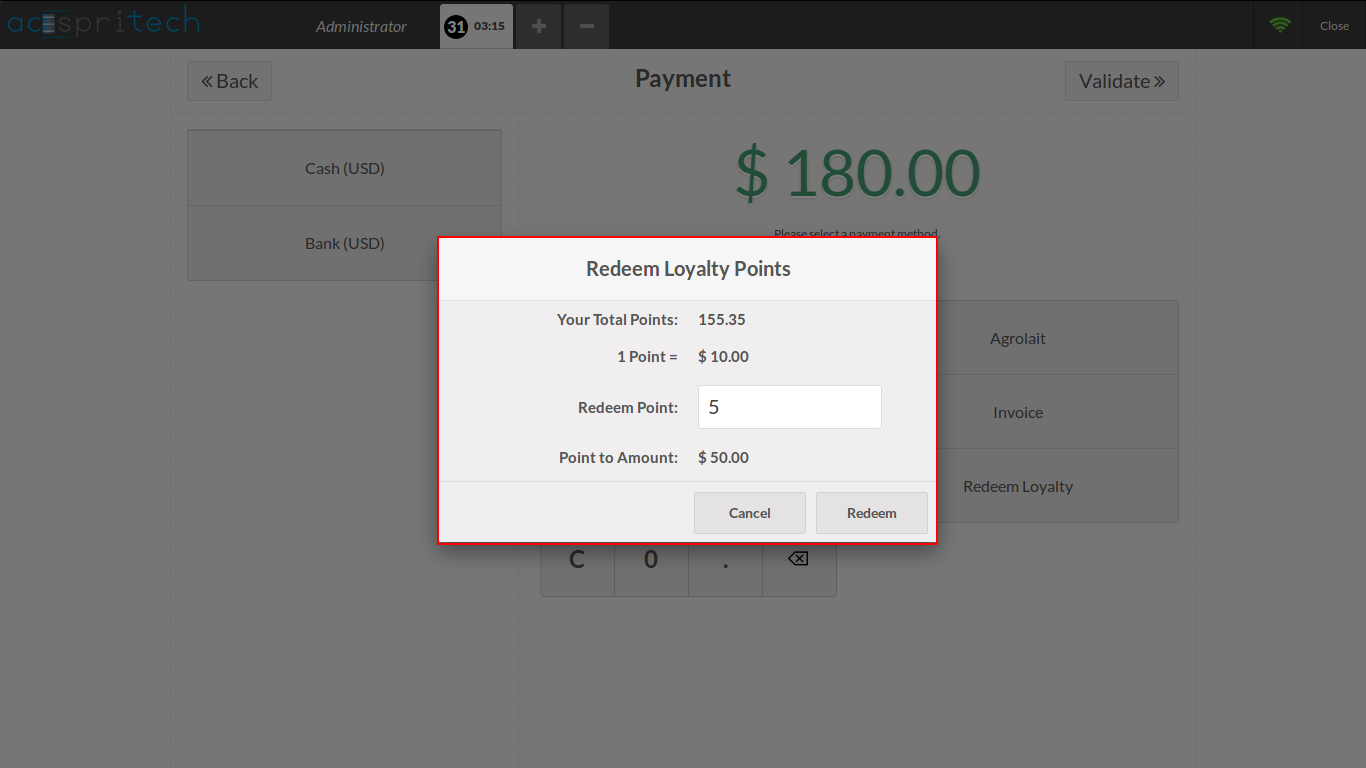 acespritech
Administrator
31 03:15
+
−
Close
Back
Payment
Validate
Cash (USD)
Bank (USD)
$ 180.00
Please select a payment method.
Redeem Loyalty Points
Your Total Points: 155.35
1 Point = $ 10.00
Redeem Point: 5
Point to Amount: $ 50.00
Cancel Redeem
Agrolait
Invoice
Redeem Loyalty
C 0 .